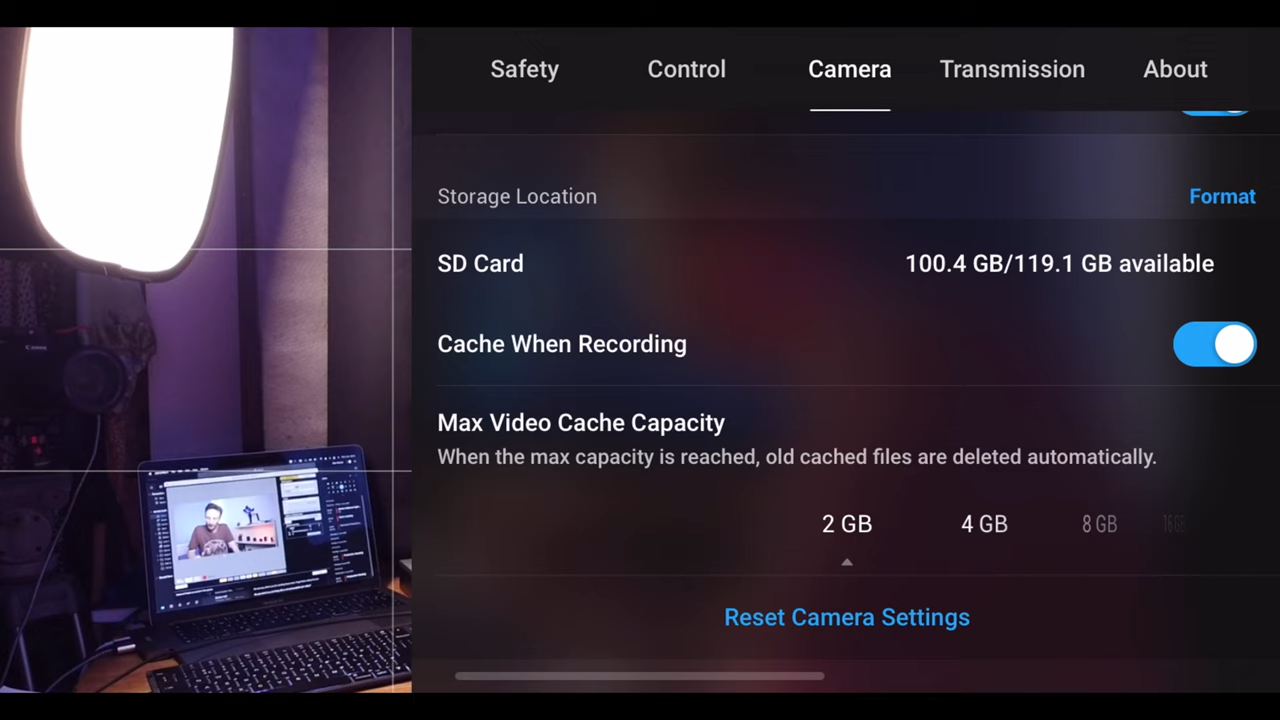 Safety
Control
Camera
Transmission
About
Storage Location
Format
SD Card
100.4 GB/119.1 GB available
Cache When Recording
Max Video Cache Capacity
When the max capacity is reached, old cached files are deleted automatically.
2 GB
4 GB
8 GB
16 GB
Reset Camera Settings